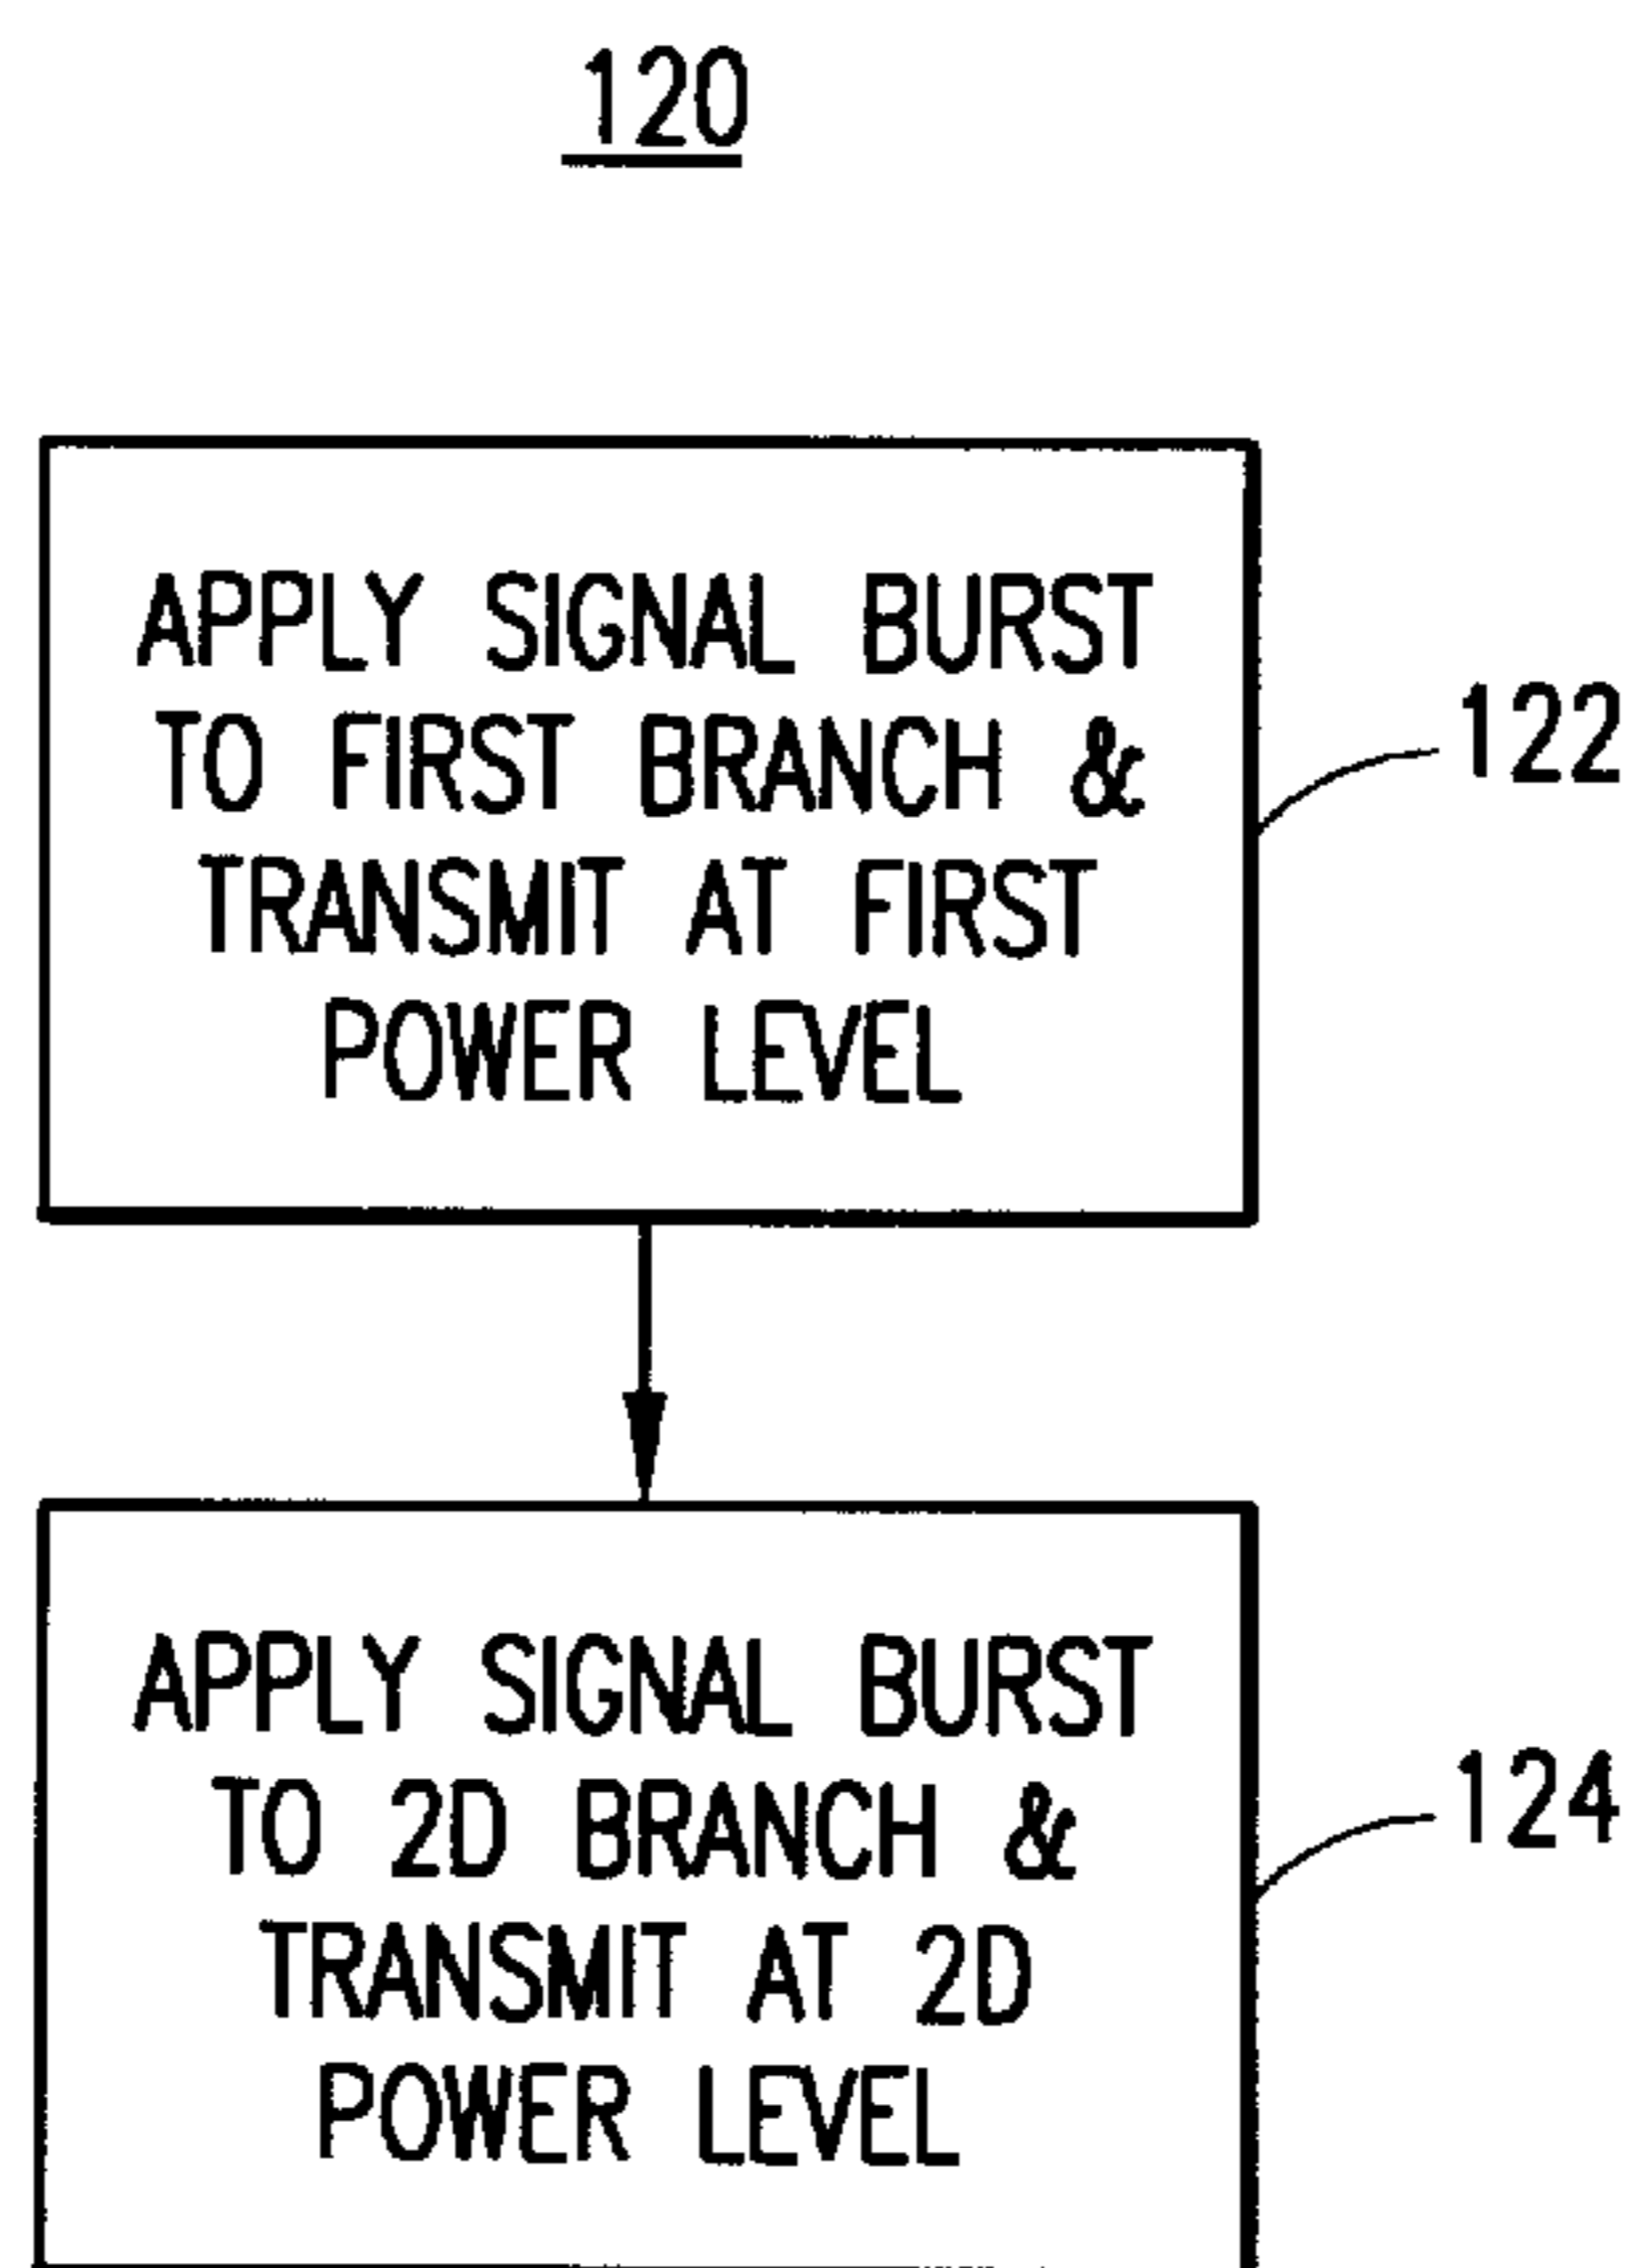 120
APPLY SIGNAL BURST
TO FIRST BRANCH &
TRANSMIT AT FIRST
POWER LEVEL
122
APPLY SIGNAL BURST
TO 2D BRANCH &
TRANSMIT AT 2D
POWER LEVEL
124